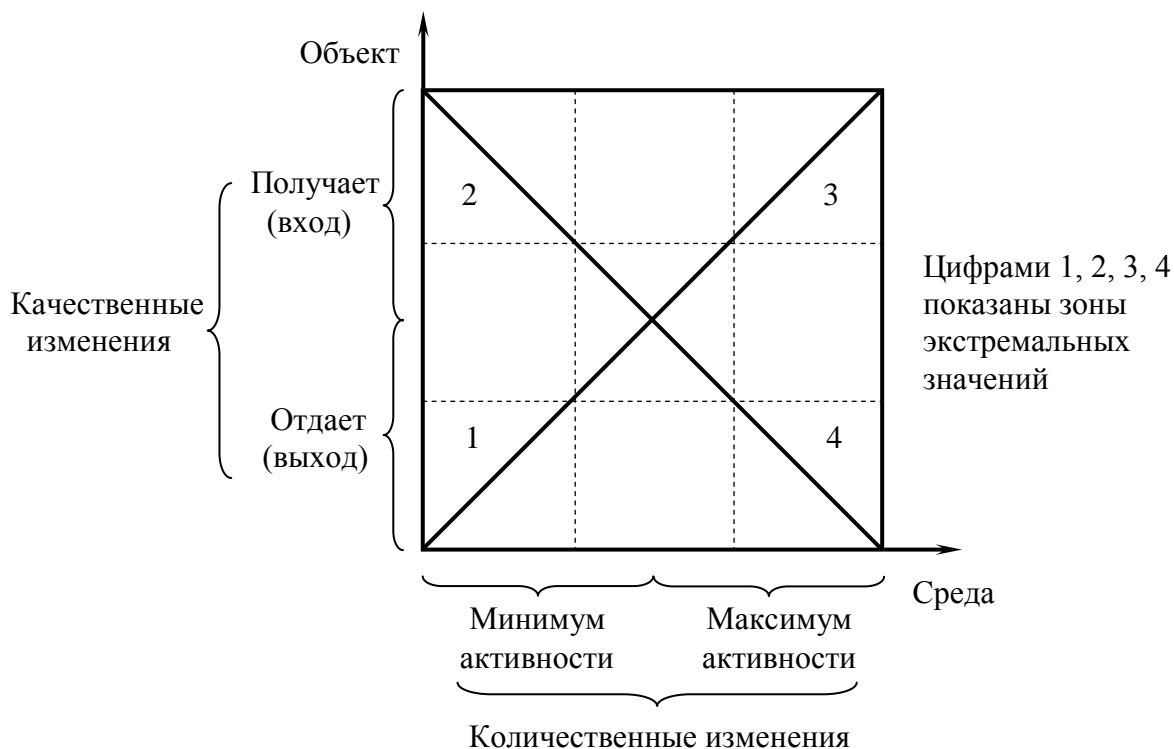 Объект
Получает
(вход)
2
3
Цифрами 1, 2, 3, 4
показаны зоны
экстремальных
значений
Качественные
изменения
Отдает
(выход)
1
4
Среда
Минимум
активности
Максимум
активности
Количественные изменения